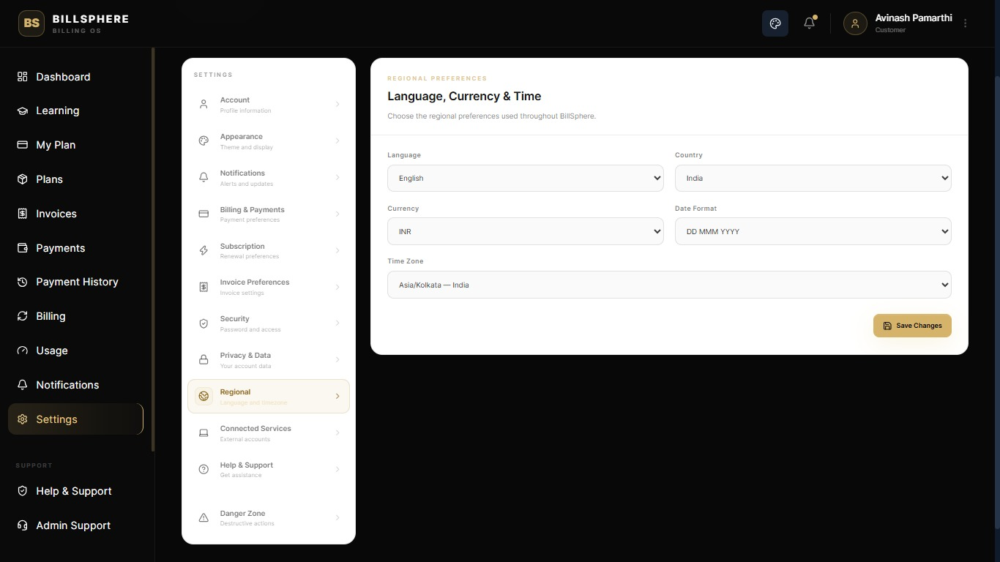 BS
BILLSPHERE
BILLING OS
Avinash Pamarthi
Customer
Dashboard
Learning
My Plan
Plans
Invoices
Payments
Payment History
Billing
Usage
Notifications
Settings
SUPPORT
Help & Support
Admin Support
SETTINGS
Account
Profile information
Appearance
Theme and display
Notifications
Alerts and updates
Billing & Payments
Payment preferences
Subscription
Renewal preferences
Invoice Preferences
Invoice settings
Security
Password and access
Privacy & Data
Your account data
Regional
Language and timezone
Connected Services
External accounts
Help & Support
Get assistance
Danger Zone
Destructive actions
REGIONAL PREFERENCES
Language, Currency & Time
Choose the regional preferences used throughout BillSphere.
Language
Country
English
India
Currency
Date Format
INR
DD MMM YYYY
Time Zone
Asia/Kolkata — India
Save Changes